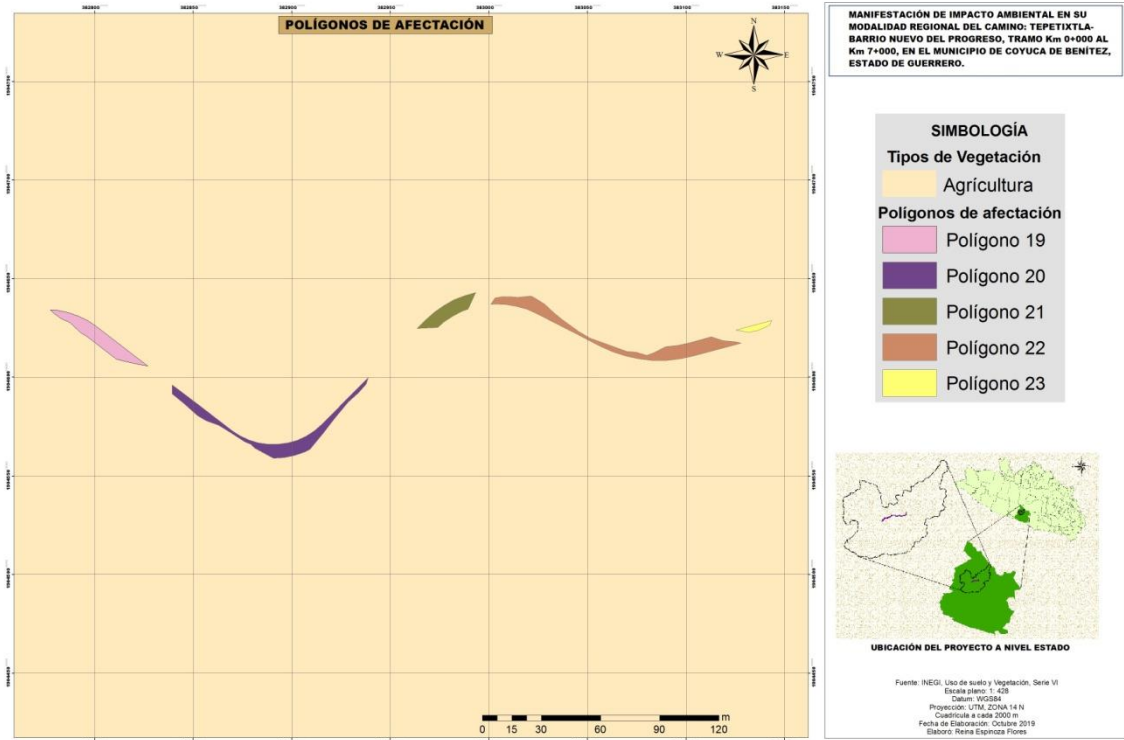 POLÍGONOS DE AFECTACIÓN
N
W
E
S
m
0 15 30 60 90 120
MANIFESTACIÓN DE IMPACTO AMBIENTAL EN SU
MODALIDAD REGIONAL DEL CAMINO: TEPETIXTLA-
BARRIO NUEVO DEL PROGRESO, TRAMO Km 0+000 AL
Km 7+000, EN EL MUNICIPIO DE COYUCA DE BENÍTEZ,
ESTADO DE GUERRERO.
SIMBOLOGÍA
Tipos de Vegetación
Agrícultura
Polígonos de afectación
Polígono 19
Polígono 20
Polígono 21
Polígono 22
Polígono 23
UBICACIÓN DEL PROYECTO A NIVEL ESTADO
Fuente: INEGI, Uso de suelo y Vegetación, Serie VI
Escala plano: 1: 428
Datum: WGS84
Proyección: UTM, ZONA 14 N
Cuadrícula a cada 2000 m
Fecha de Elaboración: Octubre 2019
Elaboró: Reina Espinoza Flores